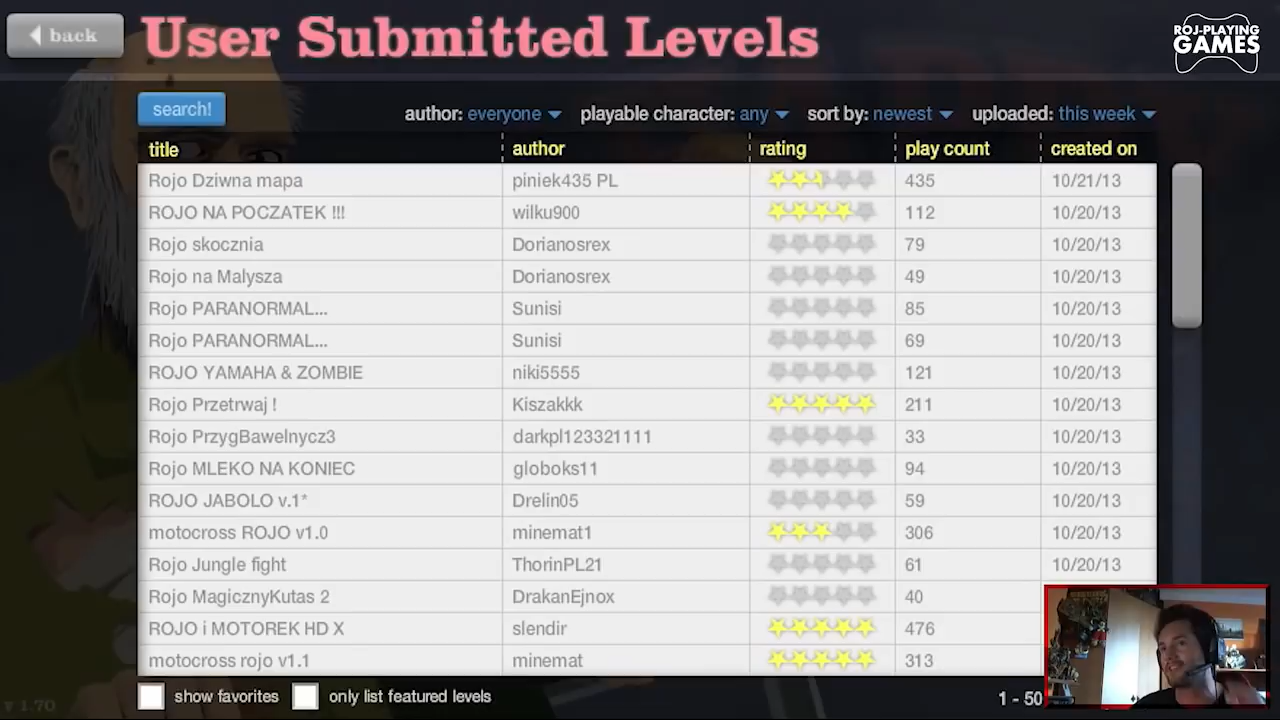 back
User Submitted Levels
ROJ-PLAYING
GAMES
search!
author: everyone playable character: any sort by: newest uploaded: this week
title author rating play count created on
Rojo Dziwna mapa piniek435 PL 435 10/21/13
ROJO NA POCZATEK !!! wilku900 112 10/20/13
Rojo skocznia Dorianosrex 79 10/20/13
Rojo na Malysza Dorianosrex 49 10/20/13
Rojo PARANORMAL... Sunisi 85 10/20/13
Rojo PARANORMAL... Sunisi 69 10/20/13
ROJO YAMAHA & ZOMBIE niki5555 121 10/20/13
Rojo Przetrwaj ! Kiszakkk 211 10/20/13
Rojo PrzygBawelnycz3 darkpl123321111 33 10/20/13
Rojo MLEKO NA KONIEC globoks11 94 10/20/13
ROJO JABOLO v.1* Drelin05 59 10/20/13
motocross ROJO v1.0 minemat1 306 10/20/13
Rojo Jungle fight ThorinPL21 61 10/20/13
Rojo MagicznyKutas 2 DrakanEjnox 40
ROJO i MOTOREK HD X slendir 476
motocross rojo v1.1 minemat 313
show favorites only list featured levels 1 - 50
v 1.70